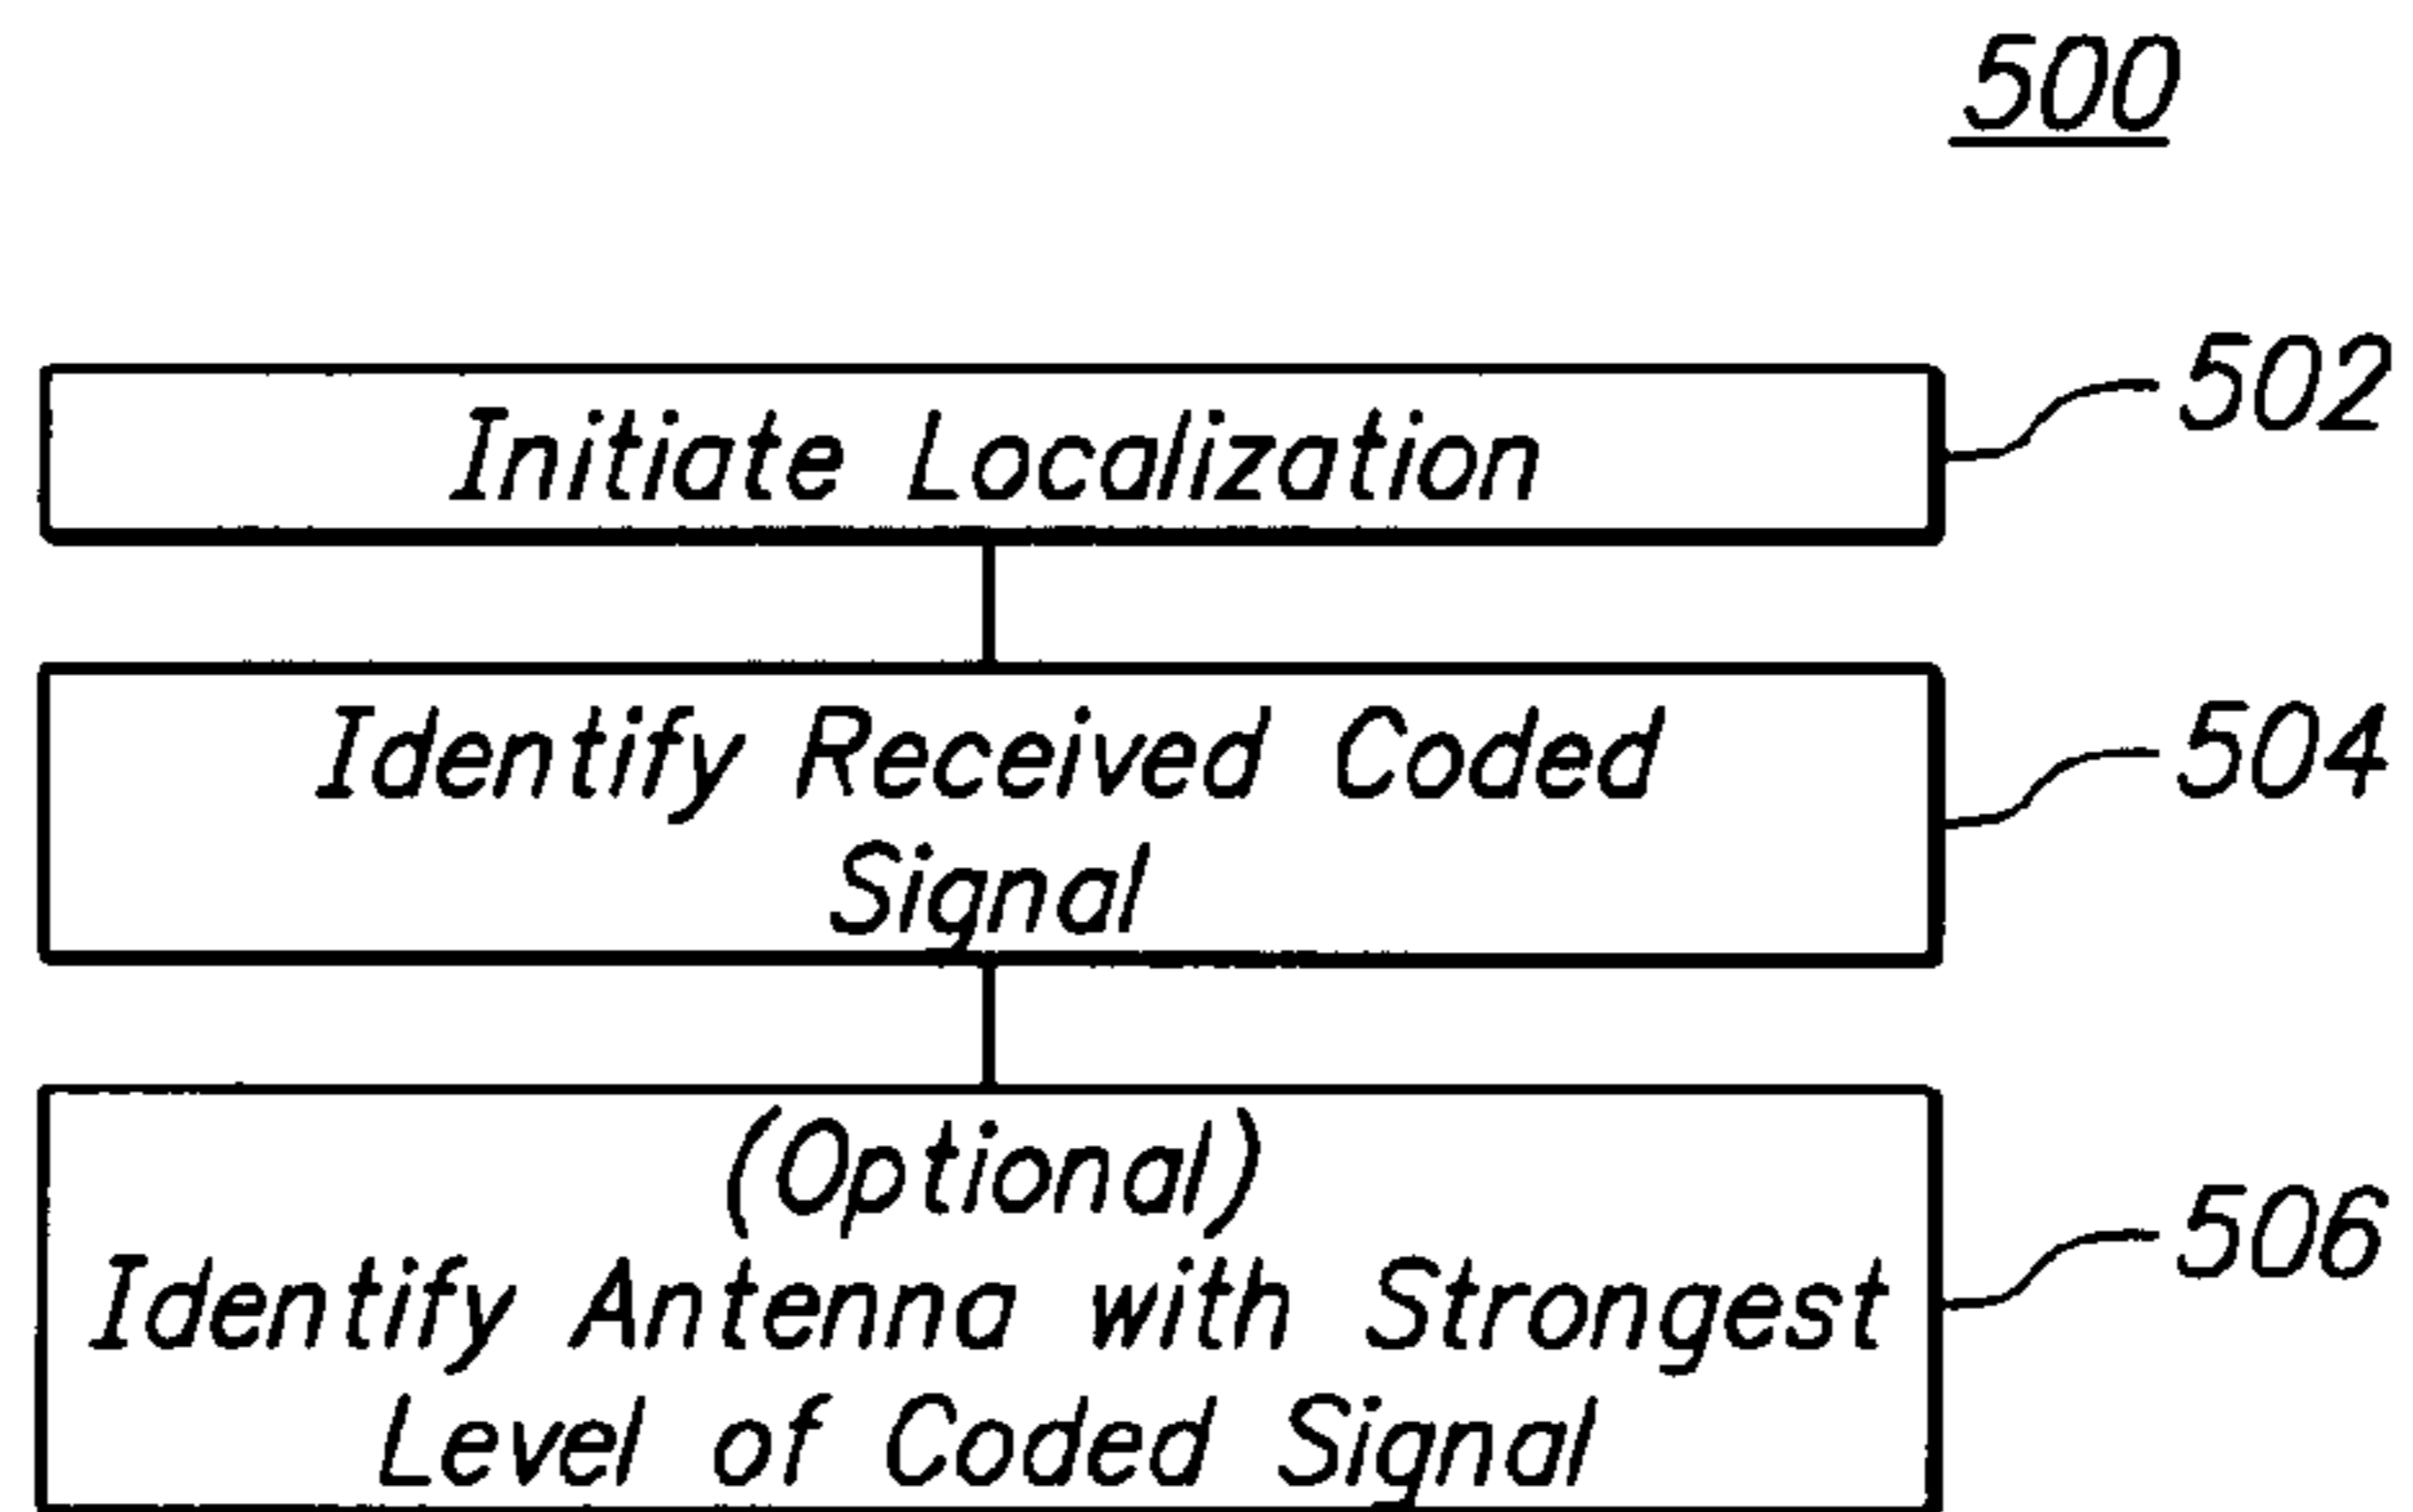 500
Initiate Localization
502
Identify Received Coded
Signal
504
(Optional)
Identify Antenna with Strongest
Level of Coded Signal
506